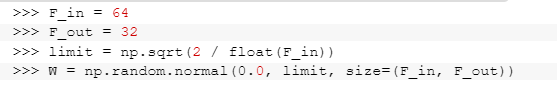 >>> F_in = 64
>>> F_out = 32
>>> limit = np.sqrt(2 / float(F_in))
>>> W = np.random.normal(0.0, limit, size=(F_in, F_out))